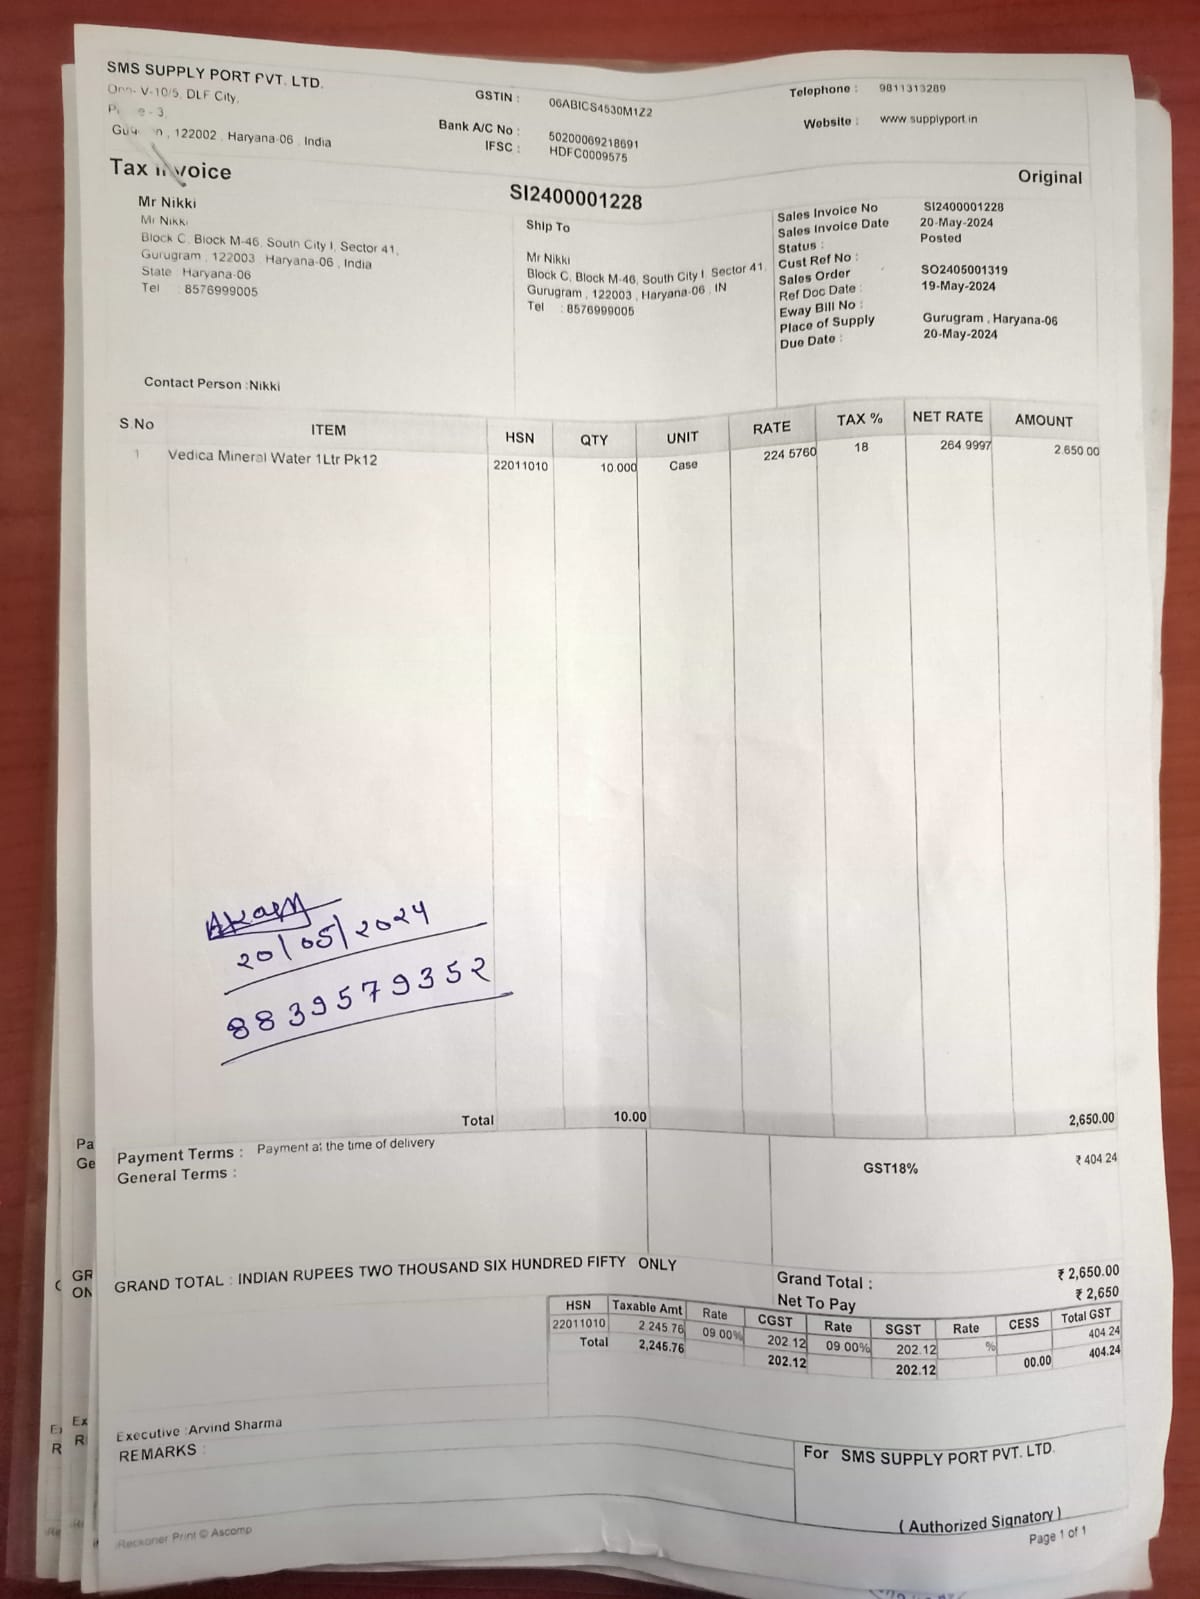 SMS SUPPLY PORT PVT. LTD.
V-10/5, DLF City,
- 3,
122002 , Haryana-06 , India
GSTIN : 06ABICS4530M1Z2
Bank A/C No : 50200069218691
IFSC : HDFC0009575
Telephone : 9811313289
Website : www.supplyport.in
Tax Invoice
SI2400001228
Original
Mr Nikki
Mr Nikki
Block C, Block M-46, South City I, Sector 41,
Gurugram , 122003 , Haryana-06 , India
State Haryana-06
Tel : 8576999005
Contact Person :Nikki
Ship To
Mr Nikki
Block C, Block M-46, South City I, Sector 41,
Gurugram , 122003 , Haryana-06 , IN
Tel : 8576999005
Sales Invoice No SI2400001228
Sales Invoice Date 20-May-2024
Status : Posted
Cust Ref No :
Sales Order SO2405001319
Ref Doc Date : 19-May-2024
Eway Bill No :
Place of Supply Gurugram , Haryana-06
Due Date : 20-May-2024
S.No ITEM HSN QTY UNIT RATE TAX % NET RATE AMOUNT
1 Vedica Mineral Water 1Ltr Pk12 22011010 10.000 Case 224.5760 18 264.9997 2,650.00
20/05/2024
8839579352
Total 10.00 2,650.00
Payment Terms : Payment at the time of delivery
General Terms :
GST18% ₹ 404.24
GRAND TOTAL : INDIAN RUPEES TWO THOUSAND SIX HUNDRED FIFTY ONLY
Grand Total : ₹ 2,650.00
Net To Pay ₹ 2,650
HSN Taxable Amt Rate CGST Rate SGST Rate CESS Total GST
22011010 2,245.76 09.00% 202.12 09.00% 202.12 % 404.24
Total 2,245.76 202.12 202.12 00.00 404.24
Executive :Arvind Sharma
REMARKS :
For SMS SUPPLY PORT PVT. LTD.
( Authorized Signatory )
iReckoner Print © Ascomp
Page 1 of 1